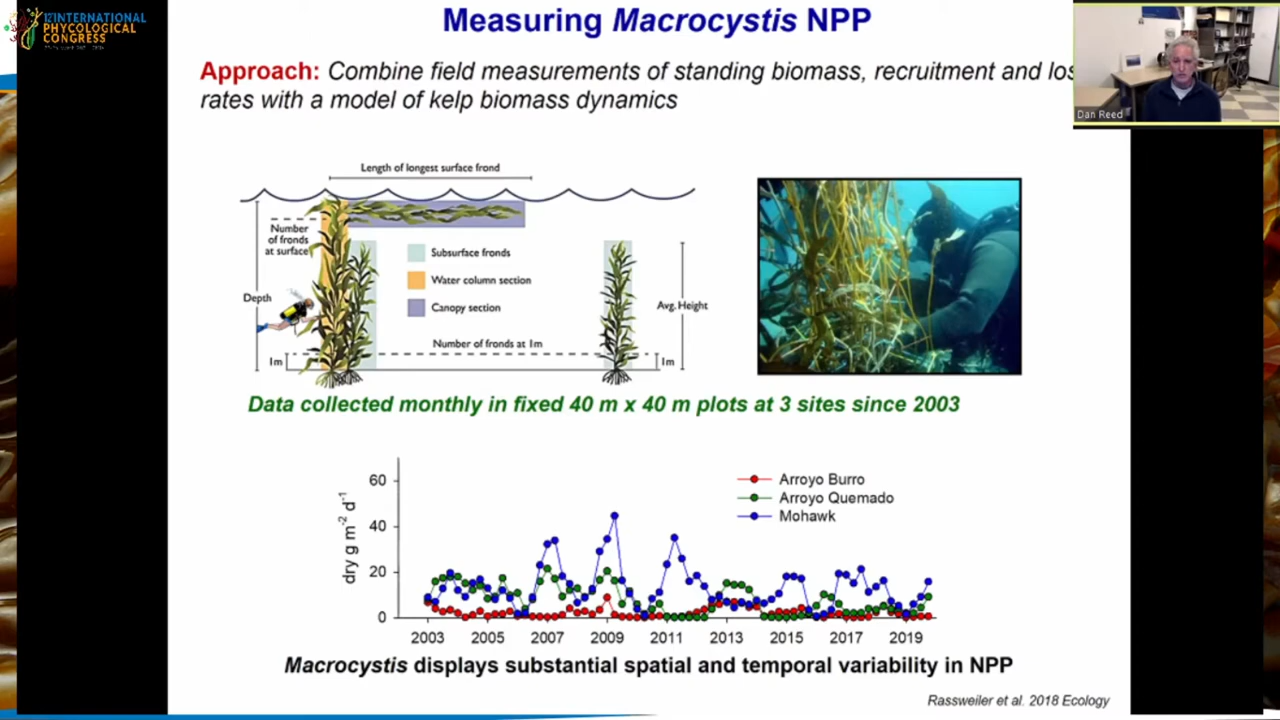 12th INTERNATIONAL
PHYCOLOGICAL
CONGRESS
Measuring Macrocystis NPP
Approach: Combine field measurements of standing biomass, recruitment and los
rates with a model of kelp biomass dynamics
Dan Reed
Length of longest surface frond
Number
of fronds
at surface
Subsurface fronds
Water column section
Canopy section
Depth
Avg. Height
Number of fronds at 1m
1m
1m
Data collected monthly in fixed 40 m x 40 m plots at 3 sites since 2003
60
40
20
0
dry g m⁻² d⁻¹
Arroyo Burro
Arroyo Quemado
Mohawk
2003 2005 2007 2009 2011 2013 2015 2017 2019
Macrocystis displays substantial spatial and temporal variability in NPP
Rassweiler et al. 2018 Ecology